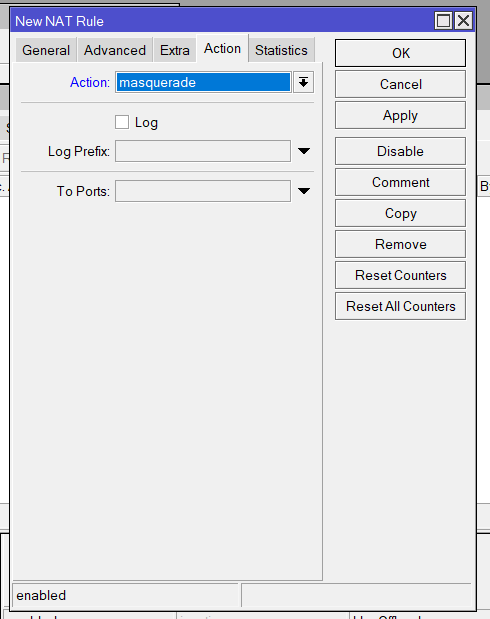 New NAT Rule
General Advanced Extra Action Statistics
OK
Action: masquerade
Cancel
Log
Apply
Log Prefix:
Disable
To Ports:
Comment
Copy
Remove
Reset Counters
Reset All Counters
enabled